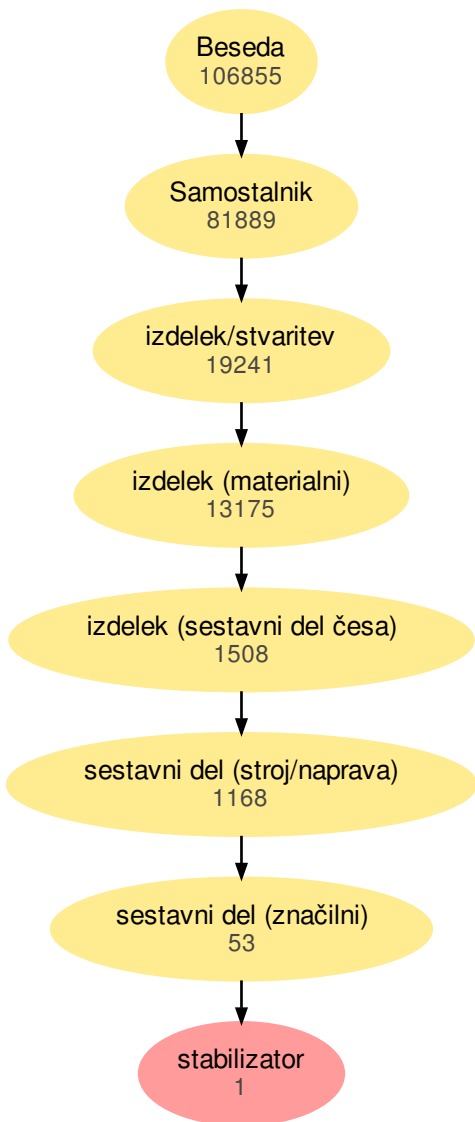 Beseda
106855
Samostalnik
81889
izdelek/stvaritev
19241
izdelek (materialni)
13175
izdelek (sestavni del česa)
1508
sestavni del (stroj/naprava)
1168
sestavni del (značilni)
53
stabilizator
1